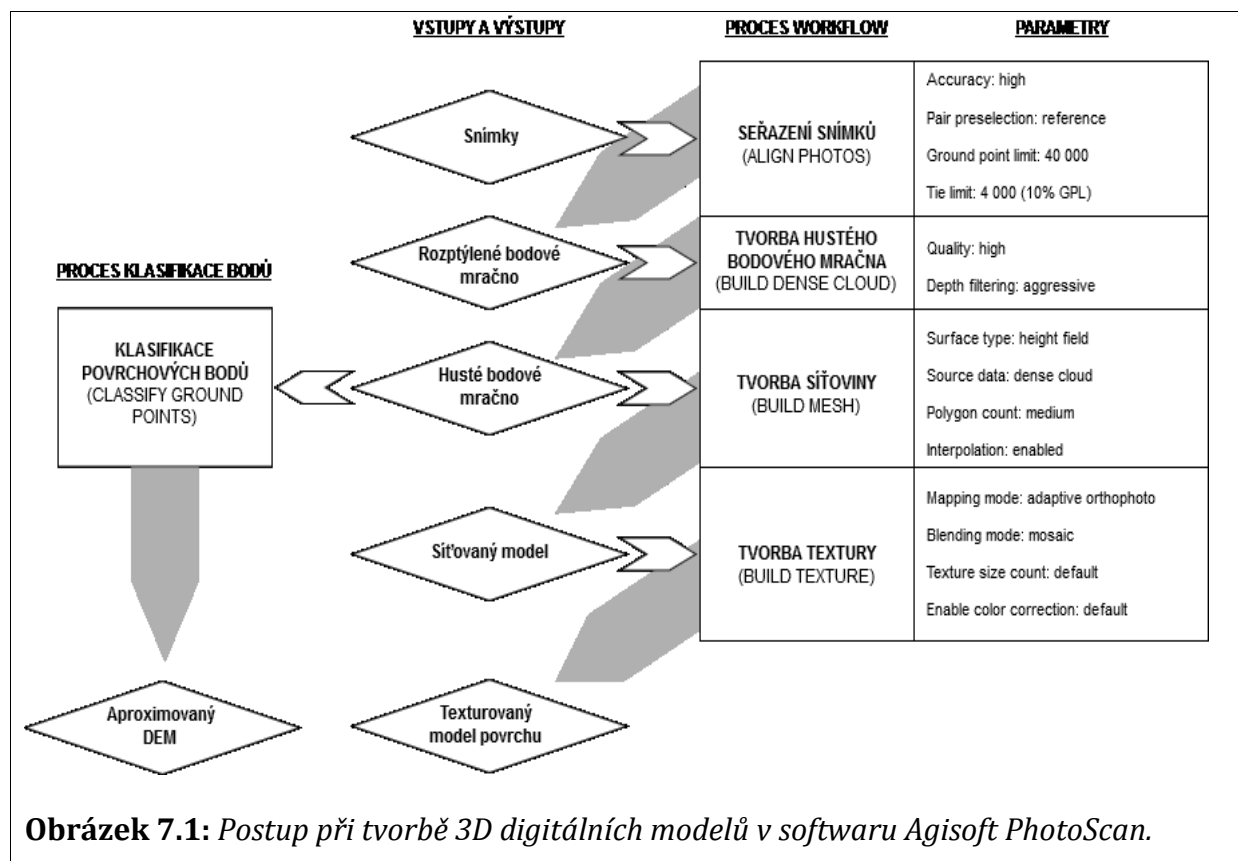 VSTUPY A VÝSTUPY
PROCES WORKFLOW
PARAMETRY
Snímky
SEŘAZENÍ SNÍMKŮ
(ALIGN PHOTOS)
Accuracy: high
Pair preselection: reference
Ground point limit: 40 000
Tie limit: 4 000 (10% GPL)
Rozptýlené bodové
mračno
TVORBA HUSTÉHO
BODOVÉHO MRAČNA
(BUILD DENSE CLOUD)
Quality: high
Depth filtering: aggressive
PROCES KLASIFIKACE BODŮ
KLASIFIKACE
POVRCHOVÝCH BODŮ
(CLASSIFY GROUND
POINTS)
Husté bodové
mračno
TVORBA SÍŤOVINY
(BUILD MESH)
Surface type: height field
Source data: dense cloud
Polygon count: medium
Interpolation: enabled
Síťovaný model
TVORBA TEXTURY
(BUILD TEXTURE)
Mapping mode: adaptive orthophoto
Blending mode: mosaic
Texture size count: default
Enable color correction: default
Aproximovaný
DEM
Texturovaný
model povrchu
Obrázek 7.1: Postup při tvorbě 3D digitálních modelů v softwaru Agisoft PhotoScan.